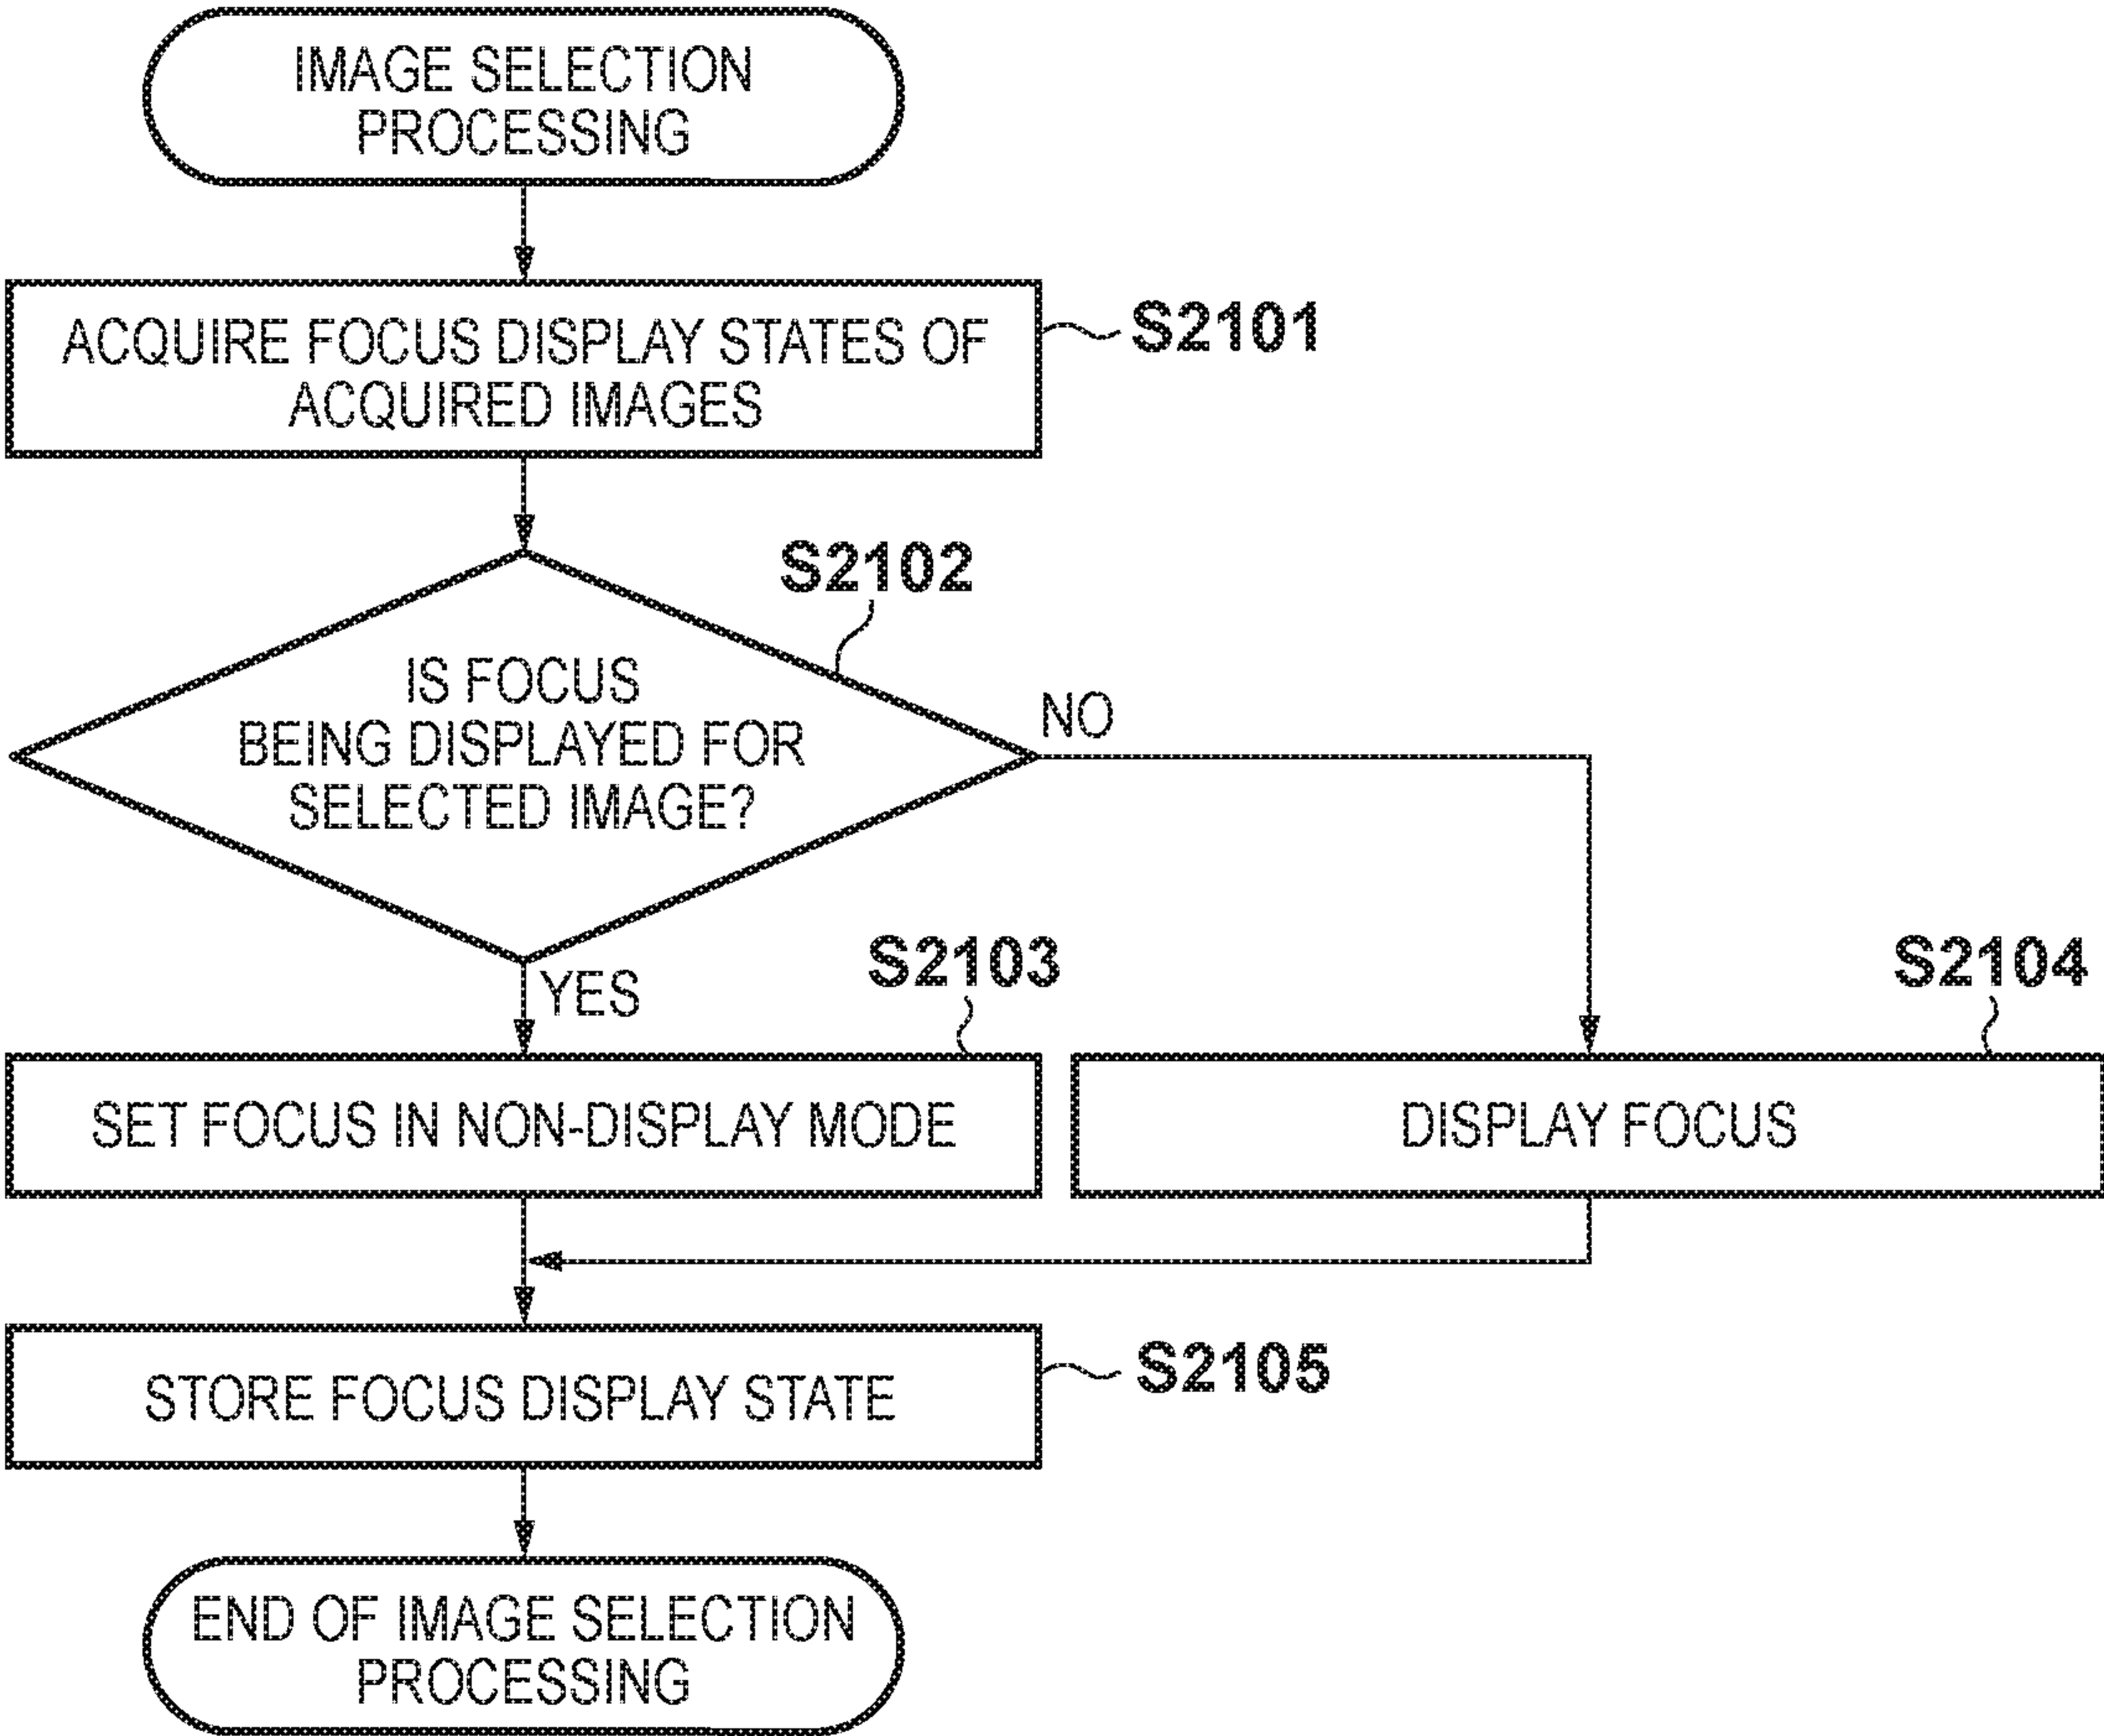 IMAGE SELECTION
PROCESSING
ACQUIRE FOCUS DISPLAY STATES OF
ACQUIRED IMAGES
S2101
S2102
IS FOCUS
BEING DISPLAYED FOR
SELECTED IMAGE?
NO
YES
S2103
SET FOCUS IN NON-DISPLAY MODE
S2104
DISPLAY FOCUS
STORE FOCUS DISPLAY STATE
S2105
END OF IMAGE SELECTION
PROCESSING